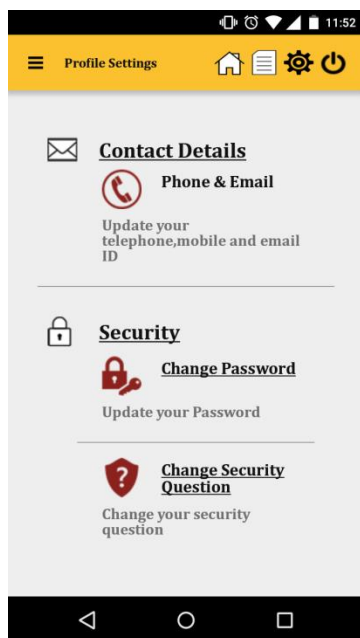 11:52
Profile Settings
Contact Details
Phone & Email
Update your
telephone,mobile and email
ID
Security
Change Password
Update your Password
?
Change Security
Question
Change your security
question